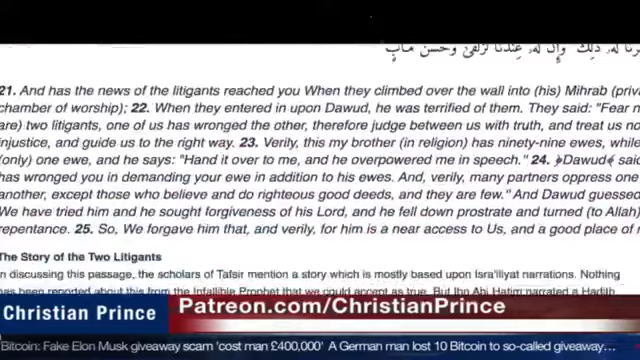 رنا له ذلك وإن له عندنا لزلفى وحسن مـاب
21. And has the news of the litigants reached you When they climbed over the wall into (his) Mihrab (priva
chamber of worship); 22. When they entered in upon Dawud, he was terrified of them. They said: "Fear n
are) two litigants, one of us has wronged the other, therefore judge between us with truth, and treat us no
injustice, and guide us to the right way. 23. Verily, this my brother (in religion) has ninety-nine ewes, while
(only) one ewe, and he says: "Hand it over to me, and he overpowered me in speech." 24. ﴾Dawud﴿ said
has wronged you in demanding your ewe in addition to his ewes. And, verily, many partners oppress one
another, except those who believe and do righteous good deeds, and they are few." And Dawud guessed
We have tried him and he sought forgiveness of his Lord, and he fell down prostrate and turned (to Allah)
repentance. 25. So, We forgave him that, and verily, for him is a near access to Us, and a good place of r
The Story of the Two Litigants
n discussing this passage, the scholars of Tafsir mention a story which is mostly based upon Isra'iliyat narrations. Nothing
has been reported about this from the Infallible Prophet that we could accept as true. But Ibn Abi Hatim narrated a Hadith
Patreon.com/ChristianPrince
Christian Prince
Bitcoin: Fake Elon Musk giveaway scam 'cost man £400,000' A German man lost 10 Bitcoin to so-called giveaway...